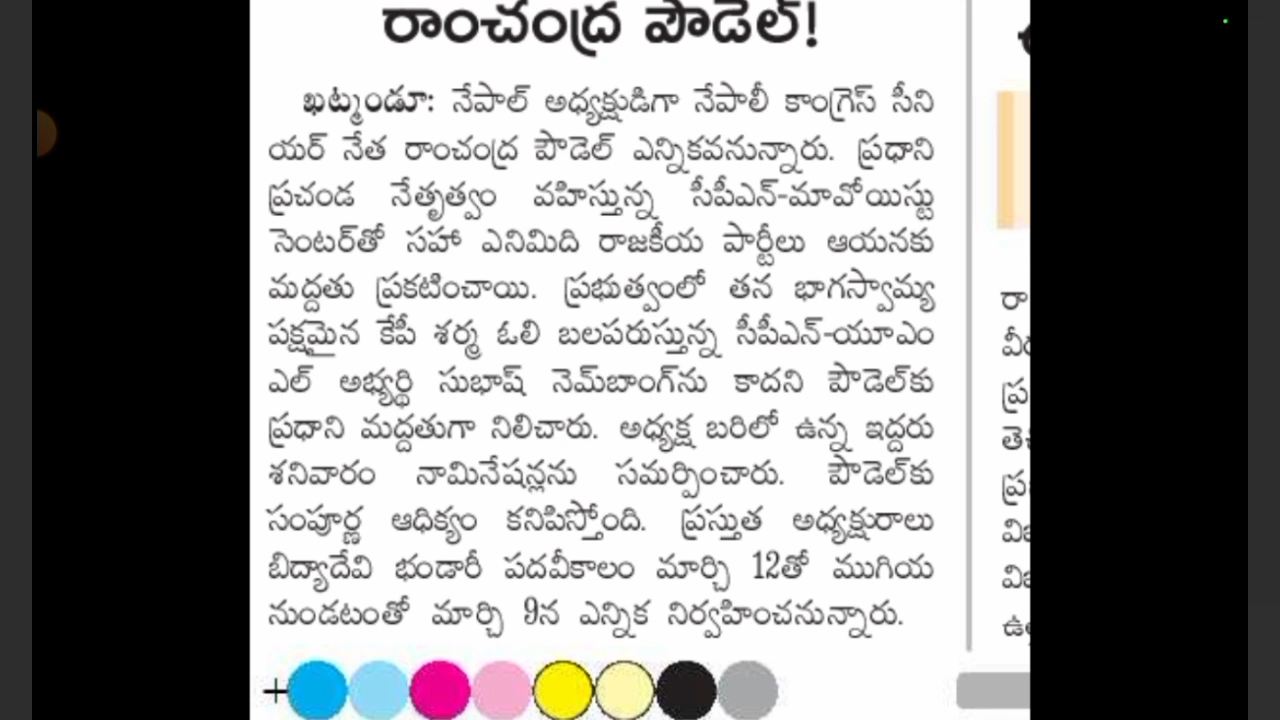 రాంచంద్ర పౌడెల్!
ఖట్మండూ: నేపాల్ అధ్యక్షుడిగా నేపాలీ కాంగ్రెస్ సీని
యర్ నేత రాంచంద్ర పౌడెల్ ఎన్నికవనున్నారు. ప్రధాని
ప్రచండ నేతృత్వం వహిస్తున్న సీపీఎన్-మావోయిస్టు
సెంటర్‌తో సహా ఎనిమిది రాజకీయ పార్టీలు ఆయనకు
మద్దతు ప్రకటించాయి. ప్రభుత్వంలో తన భాగస్వామ్య
పక్షమైన కేపీ శర్మ ఓలి బలపరుస్తున్న సీపీఎన్-యూఎం
ఎల్ అభ్యర్థి సుభాష్ నెమ్‌బాంగ్‌ను కాదని పౌడెల్‌కు
ప్రధాని మద్దతుగా నిలిచారు. అధ్యక్ష బరిలో ఉన్న ఇద్దరు
శనివారం నామినేషన్లను సమర్పించారు. పౌడెల్‌కు
సంపూర్ణ ఆధిక్యం కనిపిస్తోంది. ప్రస్తుత అధ్యక్షురాలు
బిద్యాదేవి భండారీ పదవీకాలం మార్చి 12తో ముగియ
నుండటంతో మార్చి 9న ఎన్నిక నిర్వహించనున్నారు.
రా
ప్ర